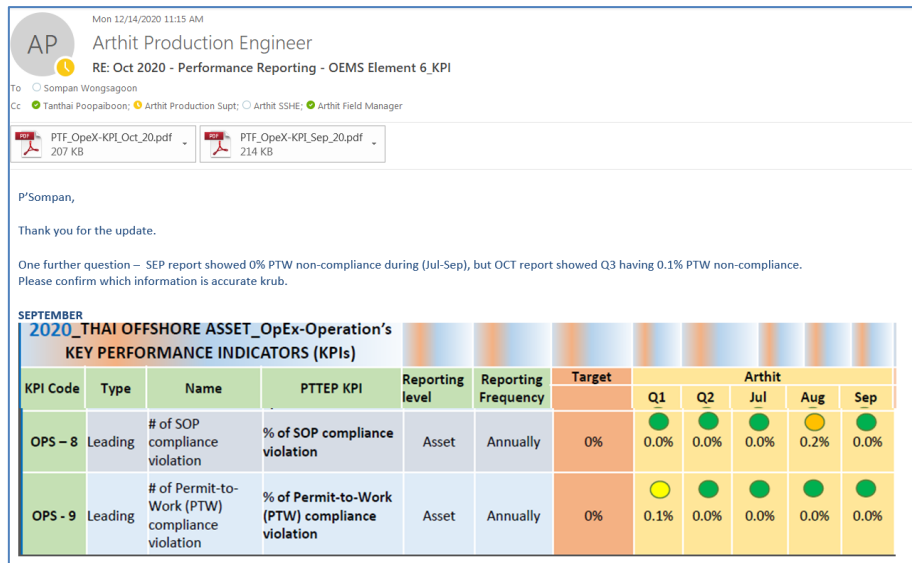 Mon 12/14/2020 11:15 AM
AP
Arthit Production Engineer
RE: Oct 2020 - Performance Reporting - OEMS Element 6_KPI
To Sompan Wongsagoon
Cc Tanthai Poopaiboon; Arthit Production Supt; Arthit SSHE; Arthit Field Manager
PDF PTF_OpeX-KPI_Oct_20.pdf PDF PTF_OpeX-KPI_Sep_20.pdf
207 KB 214 KB
P'Sompan,
Thank you for the update.
One further question – SEP report showed 0% PTW non-compliance during (Jul-Sep), but OCT report showed Q3 having 0.1% PTW non-compliance.
Please confirm which information is accurate krub.
SEPTEMBER
2020_THAI OFFSHORE ASSET_OpEx-Operation's
KEY PERFORMANCE INDICATORS (KPIs)
KPI Code Type Name PTTEP KPI Reporting level Reporting Frequency Target Arthit
Q1 Q2 Jul Aug Sep
OPS – 8 Leading # of SOP compliance violation % of SOP compliance violation Asset Annually 0% 0.0% 0.0% 0.0% 0.2% 0.0%
OPS - 9 Leading # of Permit-to-Work (PTW) compliance violation % of Permit-to-Work (PTW) compliance violation Asset Annually 0% 0.1% 0.0% 0.0% 0.0% 0.0%